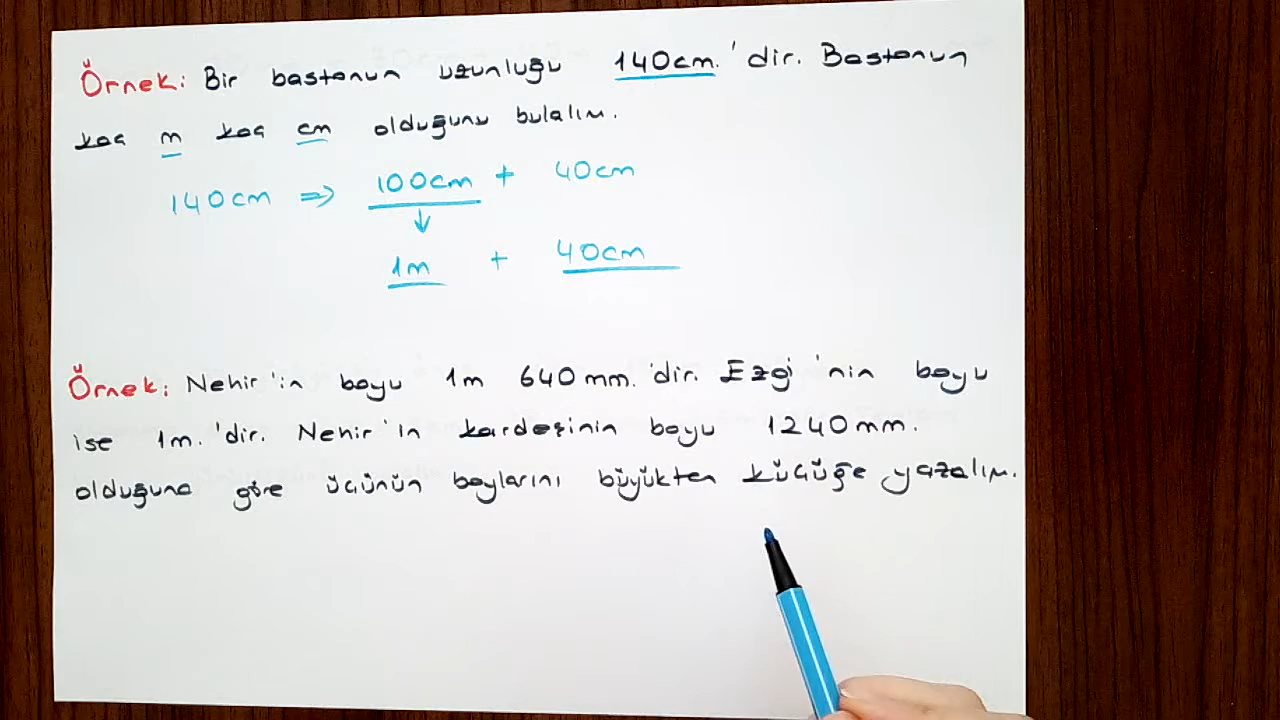 Örnek: Bir bastonun uzunluğu 140cm.'dir. Bastonun
kaç m kaç cm olduğunu bulalım.
140cm ⇒ 100cm + 40cm
↓
1m + 40cm
Örnek: Nehir'in boyu 1m 640mm.'dir. Ezgi'nin boyu
ise 1m.'dir. Nehir'in kardeşinin boyu 1240mm.
olduğuna göre üçünün boylarını büyükten küçüğe yazalım.